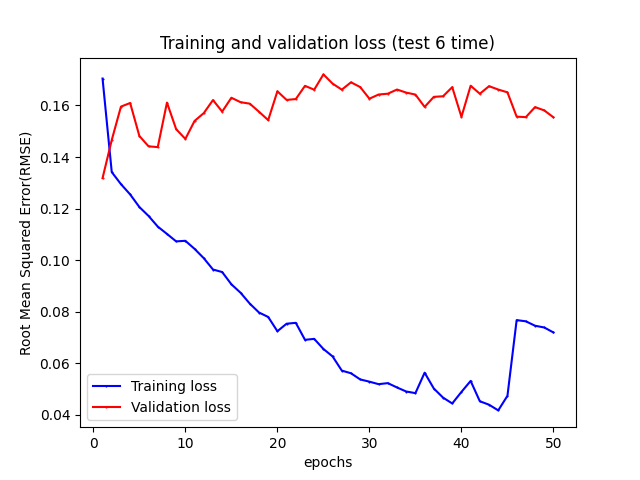 Training and validation loss (test 6 time)
Root Mean Squared Error(RMSE)
0.16
0.14
0.12
0.10
0.08
0.06
0.04
Training loss
Validation loss
0 10 20 30 40 50
epochs